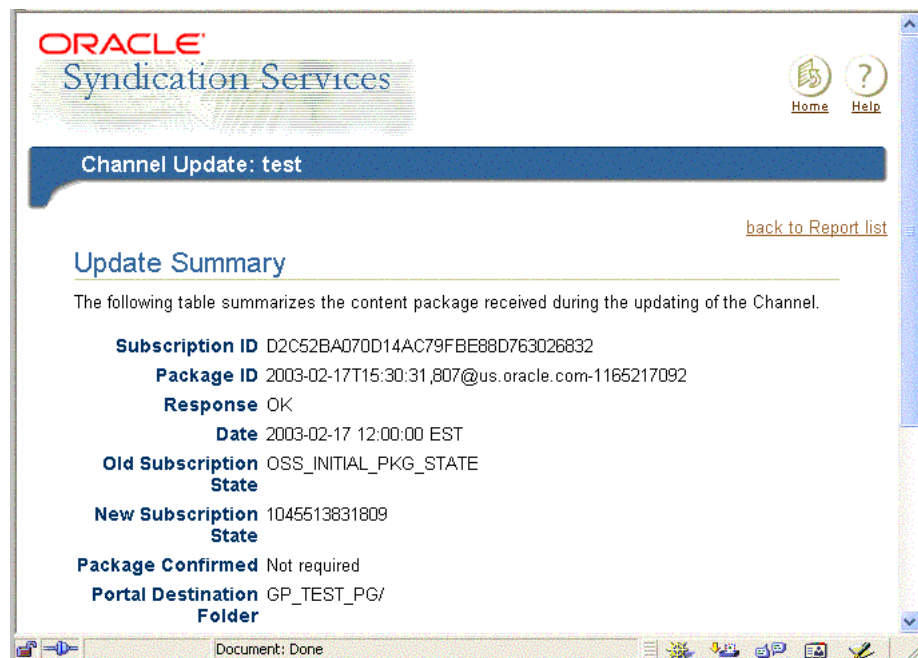 ORACLE
Syndication Services
Home
Help
Channel Update: test
back to Report list
Update Summary
The following table summarizes the content package received during the updating of the Channel.
Subscription ID D2C52BA070D14AC79FBE88D763026832
Package ID 2003-02-17T15:30:31,807@us.oracle.com-1165217092
Response OK
Date 2003-02-17 12:00:00 EST
Old Subscription OSS_INITIAL_PKG_STATE
State
New Subscription 1045513831809
State
Package Confirmed Not required
Portal Destination GP_TEST_PG/
Folder
Document: Done